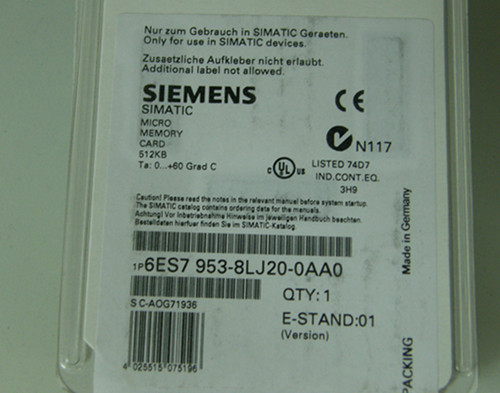 Nur zum Gebrauch in SIMATIC Geraeten.
Only for use in SIMATIC devices.
Zusaetzliche Aufkleber nicht erlaubt.
Additional label not allowed.
SIEMENS
SIMATIC
MICRO
MEMORY
CARD
512KB
Ta: 0...+60 Grad C
CE
N117
c UL us
LISTED 74D7
IND.CONT.EQ.
3H9
Caution! Please read the notes in the relevant manual before system startup.
The SIMATIC catalog contains ordering data for the manuals.
Achtung! Vor Inbetriebnahme Hinweise im jeweiligen Handbuch beachten.
Bestelldaten hierfuer finden Sie im SIMATIC-Katalog.
1P6ES7 953-8LJ20-0AA0
S C-AOG71936
QTY: 1
E-STAND:01
(Version)
4 025515 075196
Made in Germany
PACKING